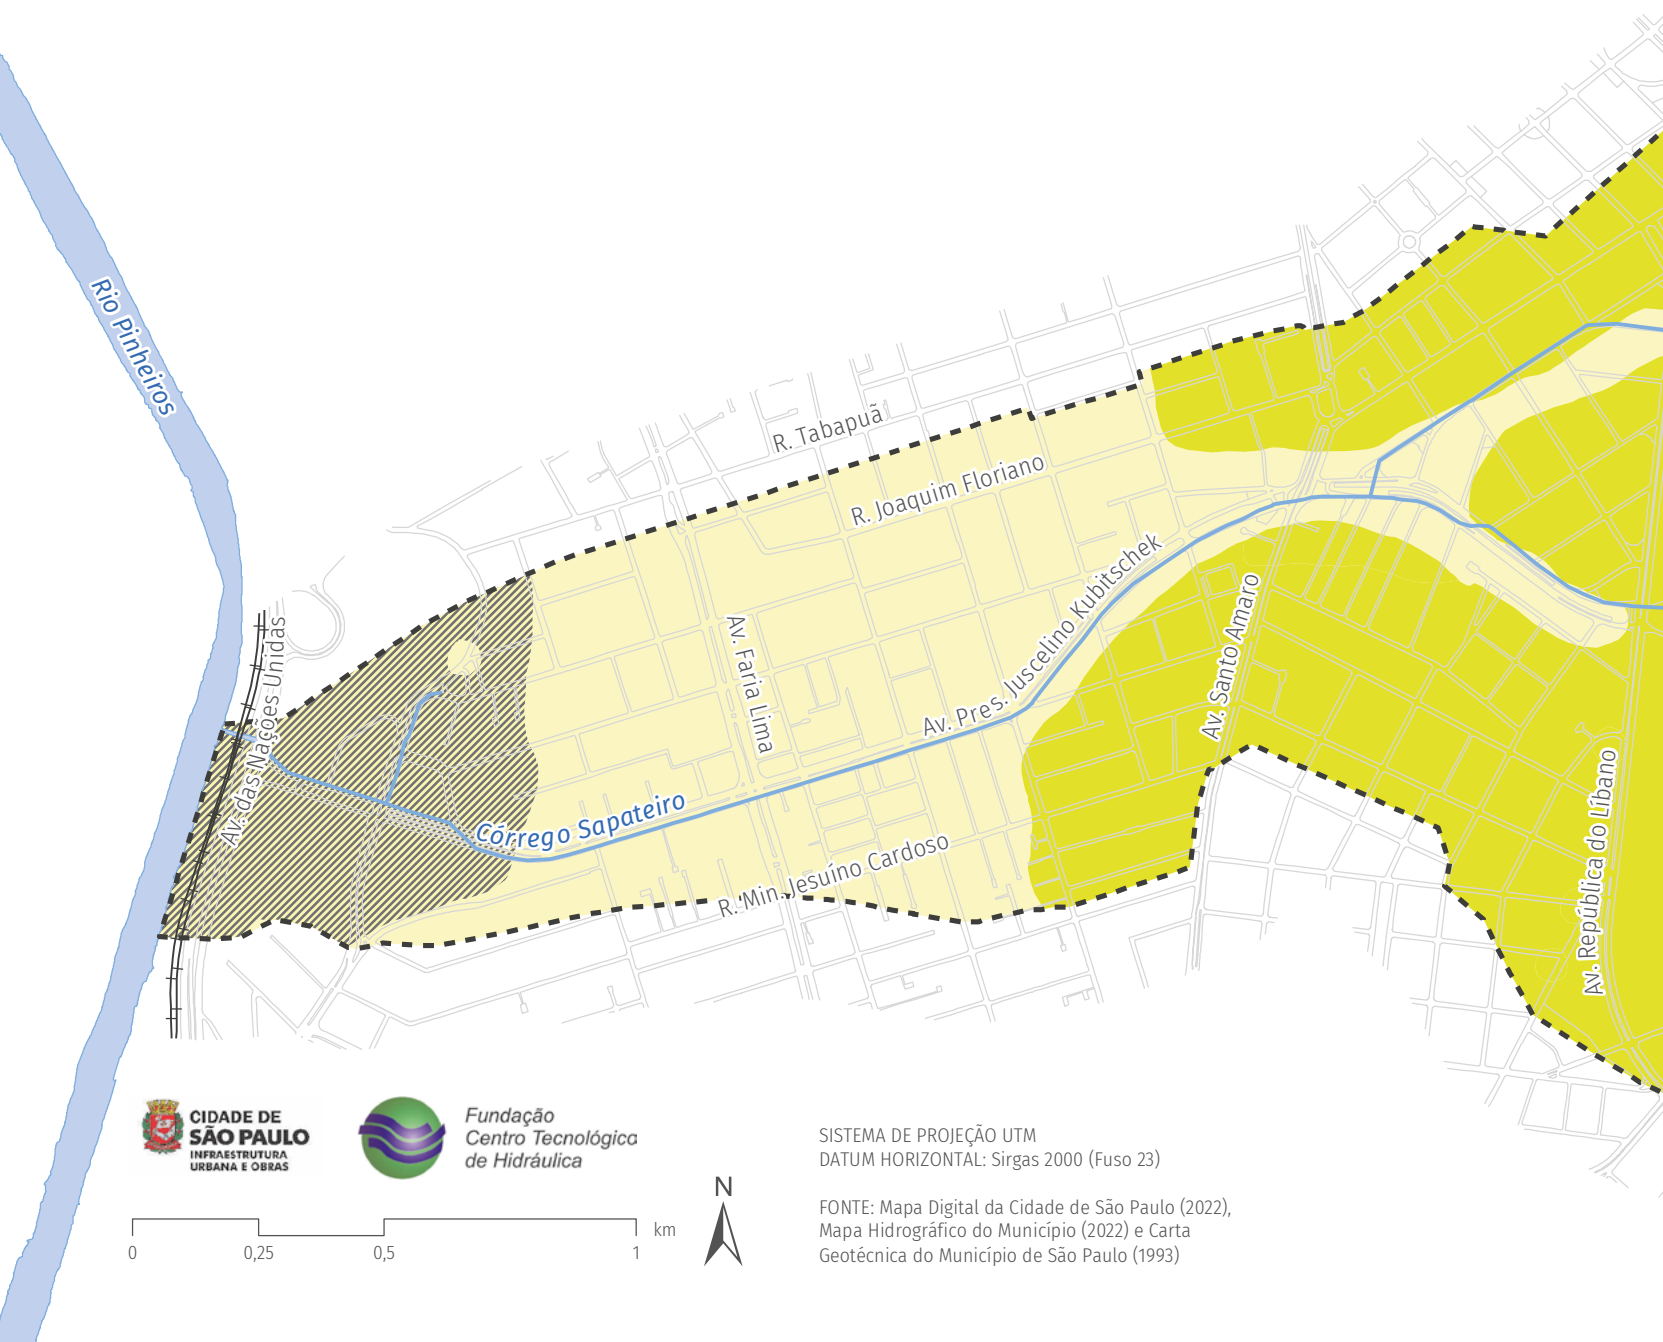 Rio Pinheiros
R. Tabapuã
R. Joaquim Floriano
Av. Pres. Juscelino Kubitschek
Av. Faria Lima
Av. Santo Amaro
Av. das Nações Unidas
Córrego Sapateiro
R. Min. Jesuíno Cardoso
Av. República do Líbano
CIDADE DE
SÃO PAULO
INFRAESTRUTURA
URBANA E OBRAS
Fundação
Centro Tecnológico
de Hidráulica
N
km
0
0,25
0,5
1
SISTEMA DE PROJEÇÃO UTM
DATUM HORIZONTAL: Sirgas 2000 (Fuso 23)
FONTE: Mapa Digital da Cidade de São Paulo (2022),
Mapa Hidrográfico do Município (2022) e Carta
Geotécnica do Município de São Paulo (1993)